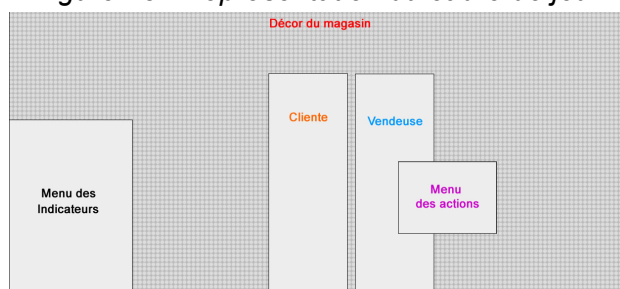 Décor du magasin
Cliente
Vendeuse
Menu des
Indicateurs
Menu
des actions